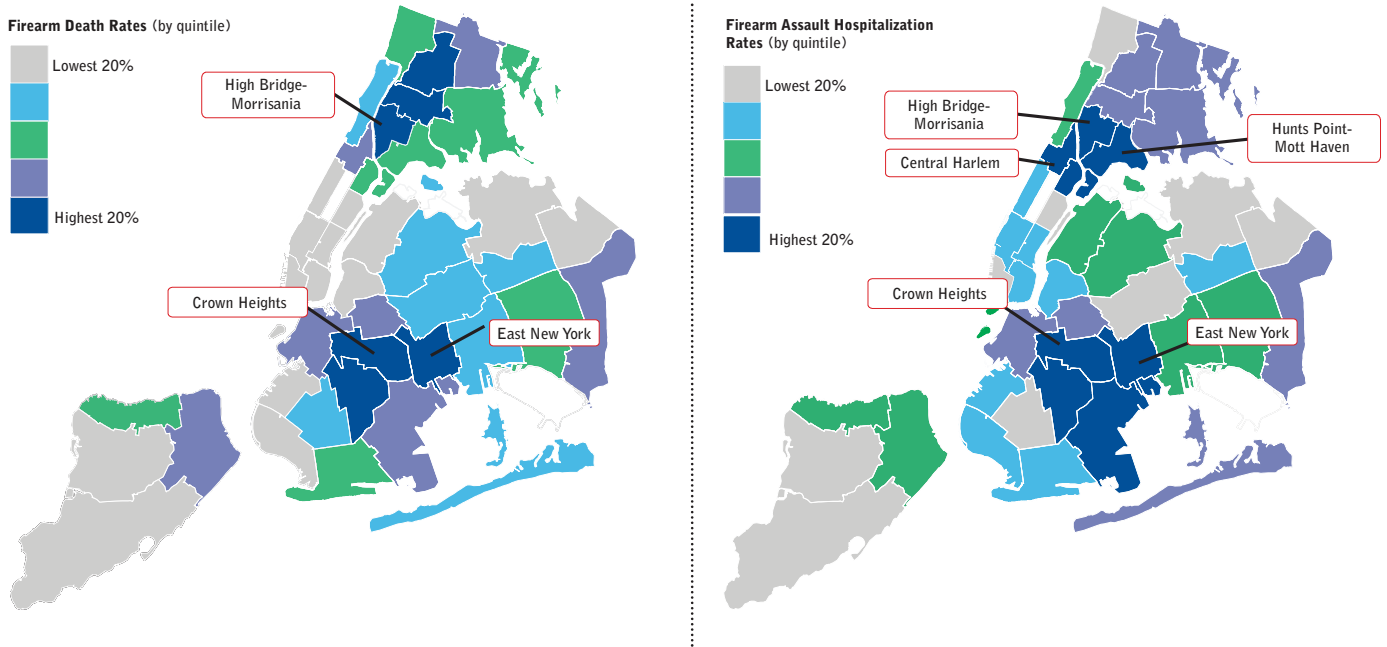 Firearm Death Rates (by quintile)
Lowest 20%
Highest 20%
High Bridge-
Morrisania
Crown Heights
East New York
Firearm Assault Hospitalization
Rates (by quintile)
Lowest 20%
Highest 20%
High Bridge-
Morrisania
Central Harlem
Hunts Point-
Mott Haven
Crown Heights
East New York